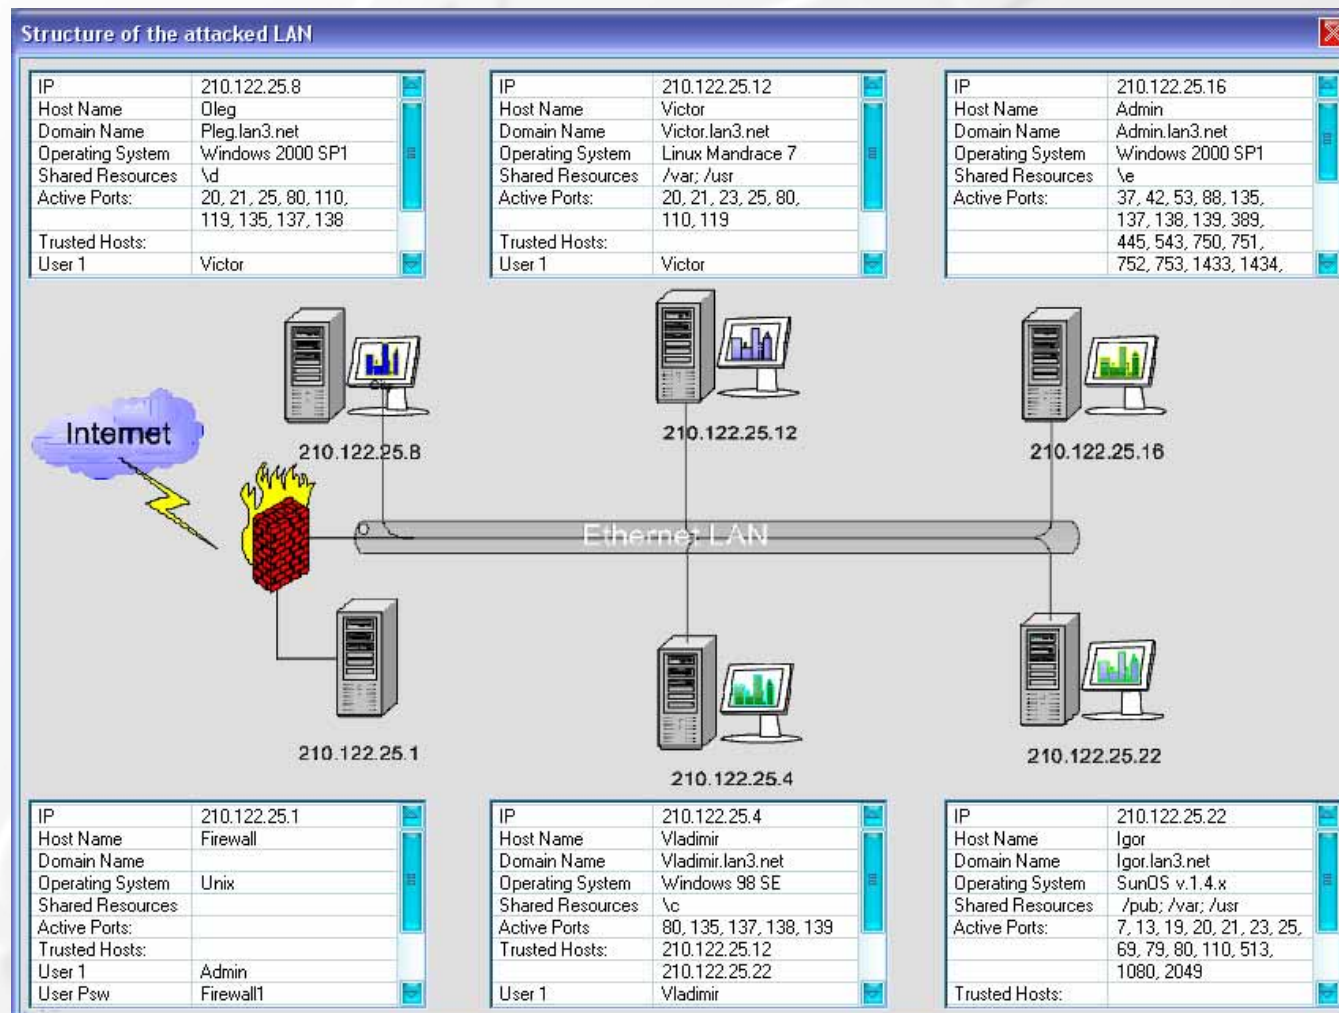 Structure of the attacked LAN
IP 210.122.25.8
Host Name Oleg
Domain Name Pleg.lan3.net
Operating System Windows 2000 SP1
Shared Resources \d
Active Ports: 20, 21, 25, 80, 110,
119, 135, 137, 138
Trusted Hosts:
User 1 Victor
IP 210.122.25.12
Host Name Victor
Domain Name Victor.lan3.net
Operating System Linux Mandrace 7
Shared Resources /var; /usr
Active Ports: 20, 21, 23, 25, 80,
110, 119
Trusted Hosts:
User 1 Victor
IP 210.122.25.16
Host Name Admin
Domain Name Admin.lan3.net
Operating System Windows 2000 SP1
Shared Resources \e
Active Ports: 37, 42, 53, 88, 135,
137, 138, 139, 389,
445, 543, 750, 751,
752, 753, 1433, 1434,
210.122.25.8
210.122.25.12
210.122.25.16
Internet
Ethernet LAN
210.122.25.1
210.122.25.4
210.122.25.22
IP 210.122.25.1
Host Name Firewall
Domain Name
Operating System Unix
Shared Resources
Active Ports:
Trusted Hosts:
User 1 Admin
User Psw Firewall1
IP 210.122.25.4
Host Name Vladimir
Domain Name Vladimir.lan3.net
Operating System Windows 98 SE
Shared Resources \c
Active Ports 80, 135, 137, 138, 139
Trusted Hosts: 210.122.25.12
210.122.25.22
User 1 Vladimir
IP 210.122.25.22
Host Name Igor
Domain Name Igor.lan3.net
Operating System SunOS v.1.4.x
Shared Resources /pub; /var; /usr
Active Ports: 7, 13, 19, 20, 21, 23, 25,
69, 79, 80, 110, 513,
1080, 2049
Trusted Hosts: